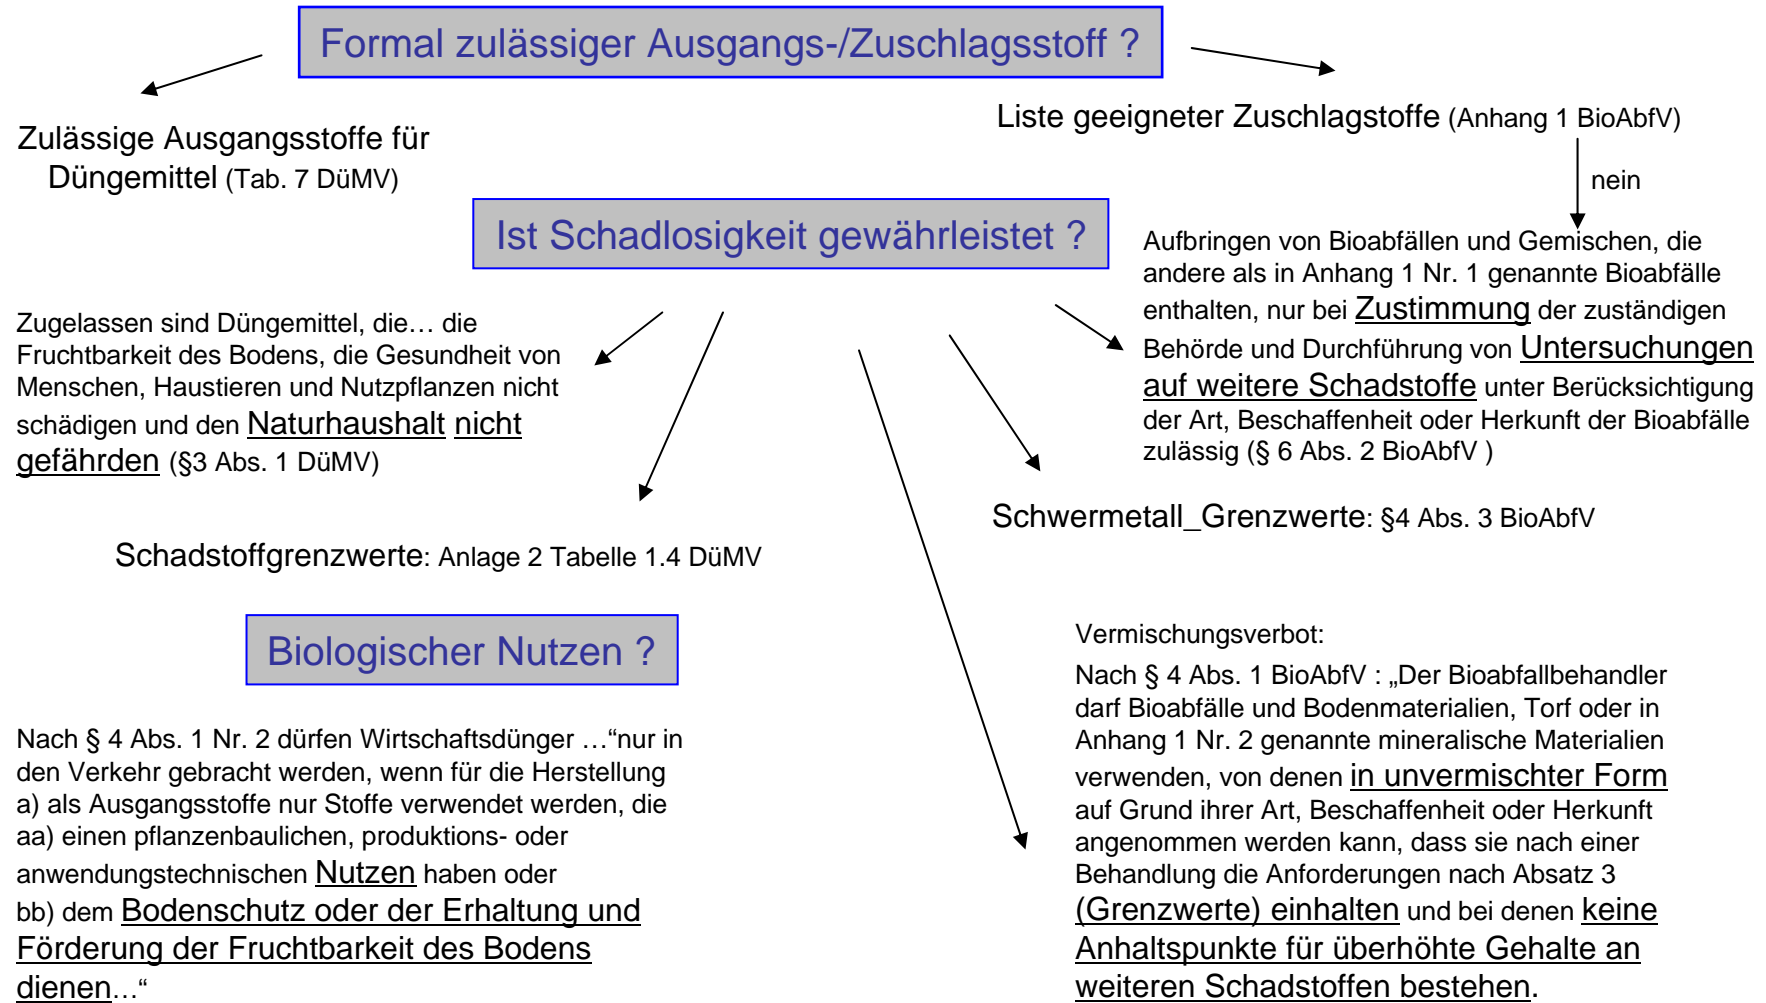 Formal zulässiger Ausgangs-/Zuschlagsstoff ?
Zulässige Ausgangsstoffe für
Düngemittel (Tab. 7 DüMV)
Liste geeigneter Zuschlagstoffe (Anhang 1 BioAbfV)
nein
Ist Schadlosigkeit gewährleistet ?
Aufbringen von Bioabfällen und Gemischen, die
andere als in Anhang 1 Nr. 1 genannte Bioabfälle
enthalten, nur bei Zustimmung der zuständigen
Behörde und Durchführung von Untersuchungen
auf weitere Schadstoffe unter Berücksichtigung
der Art, Beschaffenheit oder Herkunft der Bioabfälle
zulässig (§ 6 Abs. 2 BioAbfV )
Zugelassen sind Düngemittel, die… die
Fruchtbarkeit des Bodens, die Gesundheit von
Menschen, Haustieren und Nutzpflanzen nicht
schädigen und den Naturhaushalt nicht
gefährden (§3 Abs. 1 DüMV)
Schwermetall_Grenzwerte: §4 Abs. 3 BioAbfV
Schadstoffgrenzwerte: Anlage 2 Tabelle 1.4 DüMV
Biologischer Nutzen ?
Nach § 4 Abs. 1 Nr. 2 dürfen Wirtschaftsdünger …“nur in
den Verkehr gebracht werden, wenn für die Herstellung
a) als Ausgangsstoffe nur Stoffe verwendet werden, die
aa) einen pflanzenbaulichen, produktions- oder
anwendungstechnischen Nutzen haben oder
bb) dem Bodenschutz oder der Erhaltung und
Förderung der Fruchtbarkeit des Bodens
dienen…“
Vermischungsverbot:
Nach § 4 Abs. 1 BioAbfV : „Der Bioabfallbehandler
darf Bioabfälle und Bodenmaterialien, Torf oder in
Anhang 1 Nr. 2 genannte mineralische Materialien
verwenden, von denen in unvermischter Form
auf Grund ihrer Art, Beschaffenheit oder Herkunft
angenommen werden kann, dass sie nach einer
Behandlung die Anforderungen nach Absatz 3
(Grenzwerte) einhalten und bei denen keine
Anhaltspunkte für überhöhte Gehalte an
weiteren Schadstoffen bestehen.